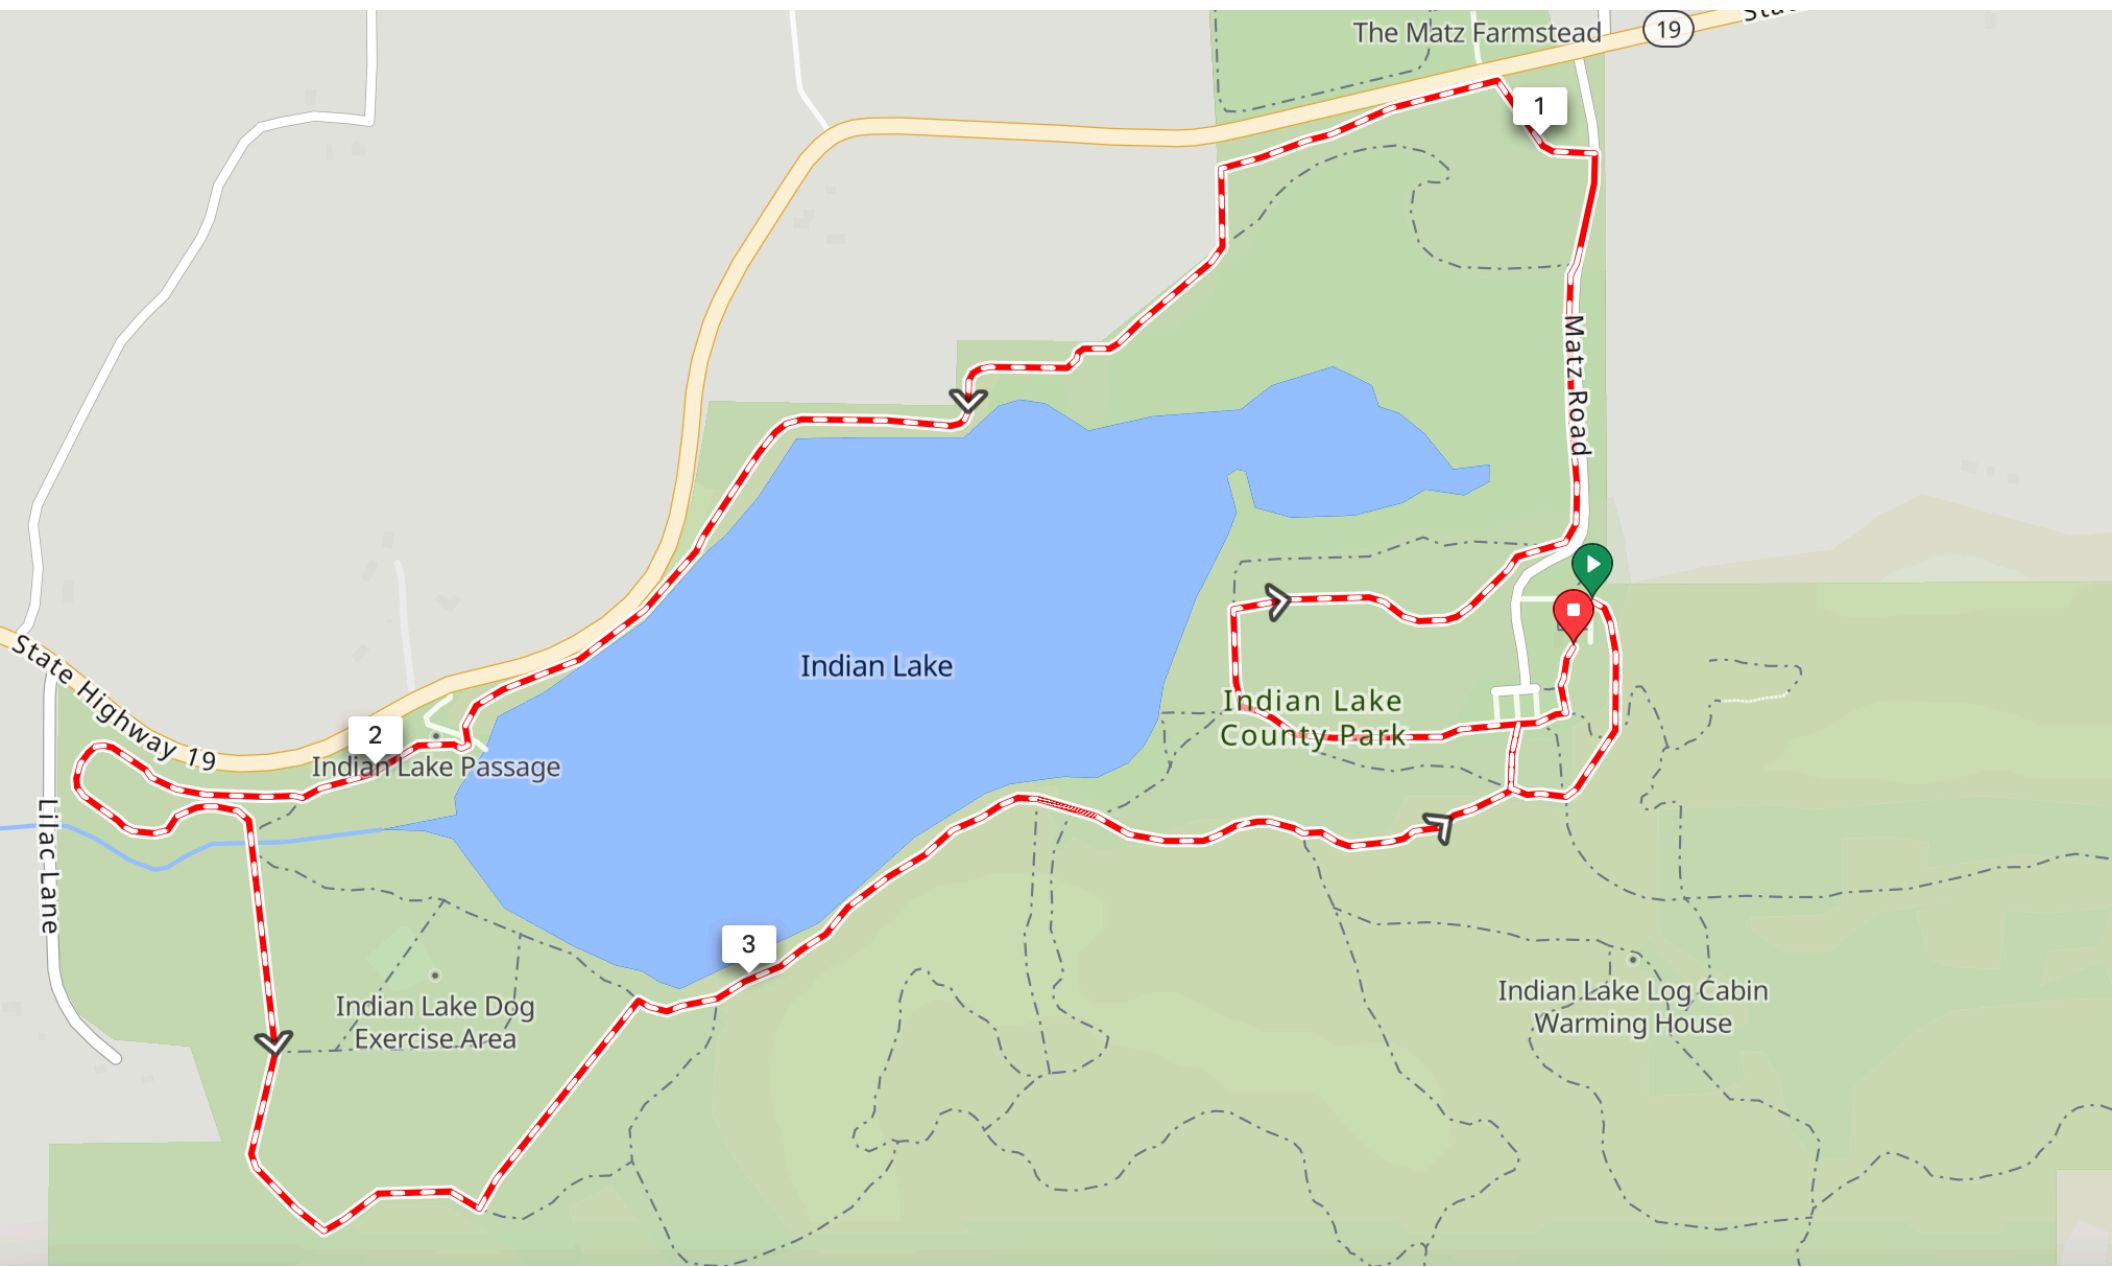 The Matz Farmstead
19
1
Matz Road
Indian Lake
Indian Lake
County Park
State Highway 19
2
Indian Lake Passage
Lilac Lane
3
Indian Lake Dog
Exercise Area
Indian Lake Log Cabin
Warming House